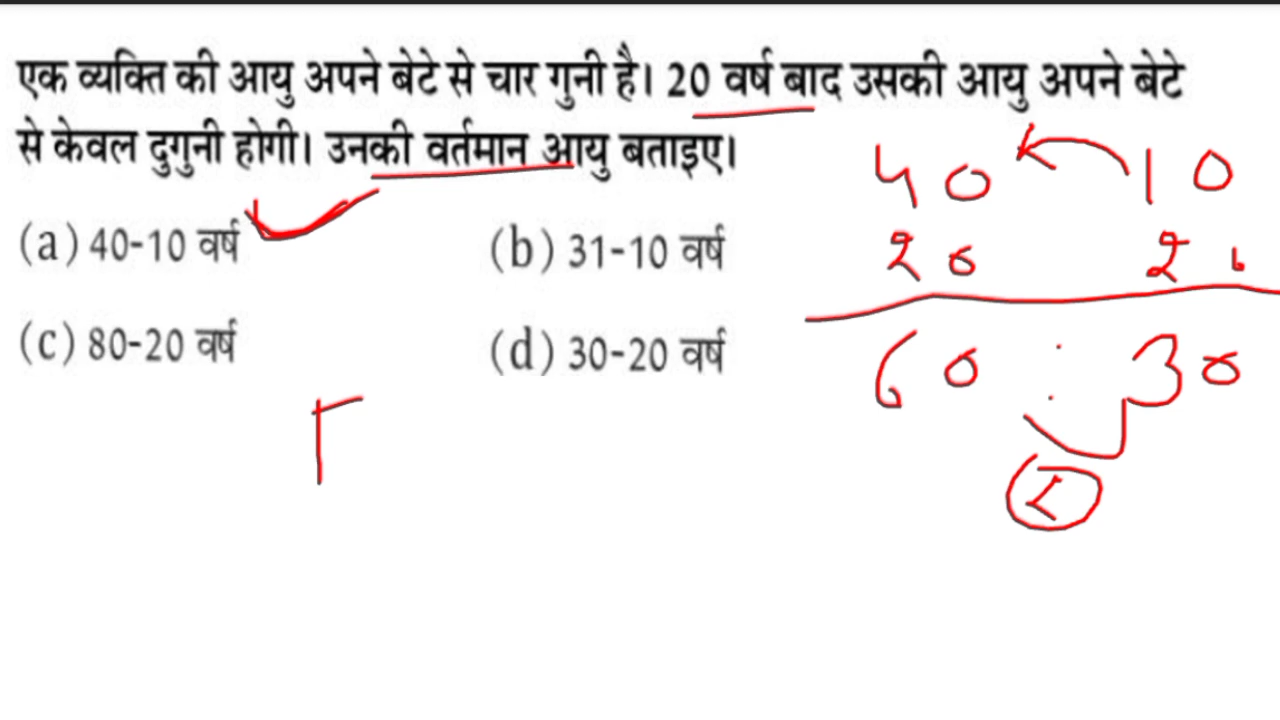 एक व्यक्ति की आयु अपने बेटे से चार गुनी है। 20 वर्ष बाद उसकी आयु अपने बेटे
से केवल दुगुनी होगी। उनकी वर्तमान आयु बताइए।
(a) 40-10 वर्ष (b) 31-10 वर्ष
(c) 80-20 वर्ष (d) 30-20 वर्ष
40 10
20 20
60 : 30
2